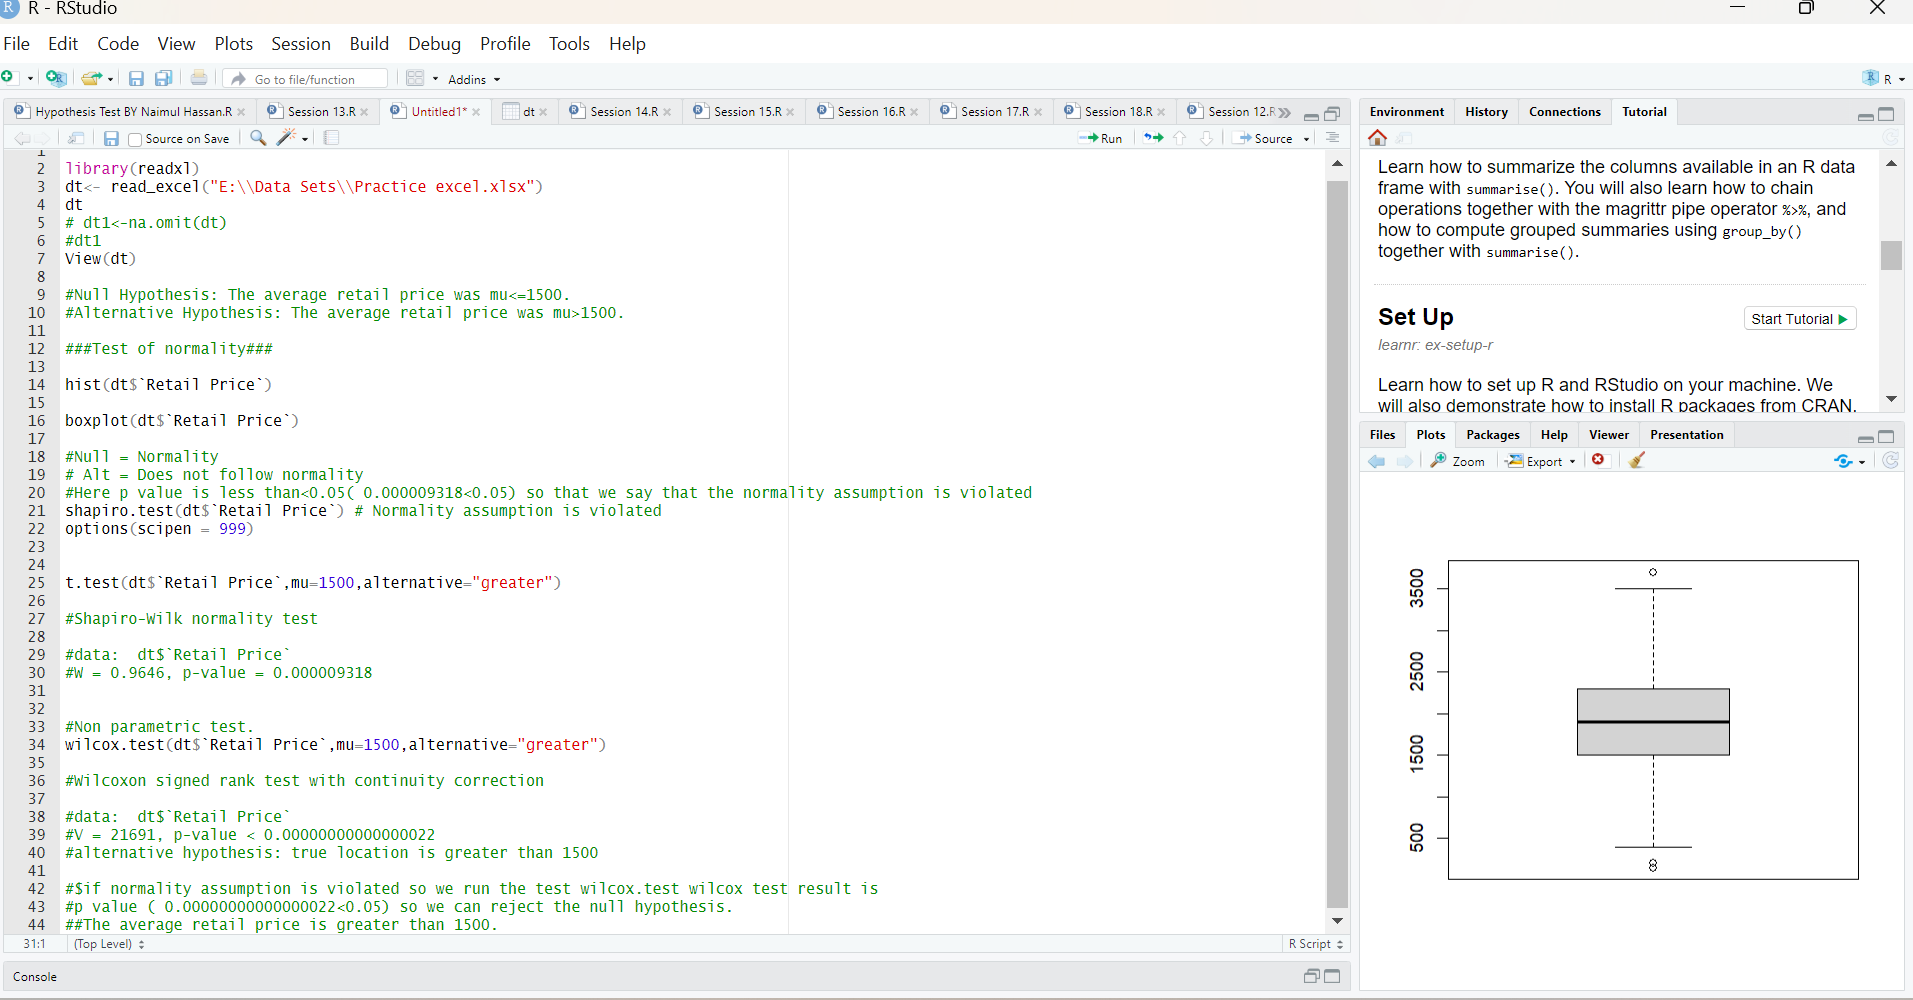 R - RStudio
File Edit Code View Plots Session Build Debug Profile Tools Help
Go to file/function Addins R
Hypothesis Test BY Naimul Hassan.R Session 13.R Untitled1* dt Session 14.R Session 15.R Session 16.R Session 17.R Session 18.R Session 12.R
Source on Save Run Source
1
2 library(readxl)
3 dt<- read_excel("E:\\Data Sets\\Practice excel.xlsx")
4 dt
5 # dt1<-na.omit(dt)
6 #dt1
7 View(dt)
8
9 #Null Hypothesis: The average retail price was mu<=1500.
10 #Alternative Hypothesis: The average retail price was mu>1500.
11
12 ###Test of normality###
13
14 hist(dt$`Retail Price`)
15
16 boxplot(dt$`Retail Price`)
17
18 #Null = Normality
19 # Alt = Does not follow normality
20 #Here p value is less than<0.05( 0.000009318<0.05) so that we say that the normality assumption is violated
21 shapiro.test(dt$`Retail Price`) # Normality assumption is violated
22 options(scipen = 999)
23
24
25 t.test(dt$`Retail Price`,mu=1500,alternative="greater")
26
27 #Shapiro-Wilk normality test
28
29 #data:  dt$`Retail Price`
30 #W = 0.9646, p-value = 0.000009318
31
32
33 #Non parametric test.
34 wilcox.test(dt$`Retail Price`,mu=1500,alternative="greater")
35
36 #Wilcoxon signed rank test with continuity correction
37
38 #data:  dt$`Retail Price`
39 #V = 21691, p-value < 0.00000000000000022
40 #alternative hypothesis: true location is greater than 1500
41
42 #$if normality assumption is violated so we run the test wilcox.test wilcox test result is
43 #p value ( 0.00000000000000022<0.05) so we can reject the null hypothesis.
44 ##The average retail price is greater than 1500.
31:1 (Top Level) R Script
Console
Environment History Connections Tutorial
Learn how to summarize the columns available in an R data
frame with summarise(). You will also learn how to chain
operations together with the magrittr pipe operator %>%, and
how to compute grouped summaries using group_by()
together with summarise().
Set Up Start Tutorial
learnr: ex-setup-r
Learn how to set up R and RStudio on your machine. We
will also demonstrate how to install R packages from CRAN.
Files Plots Packages Help Viewer Presentation
Zoom Export
3500
2500
1500
500